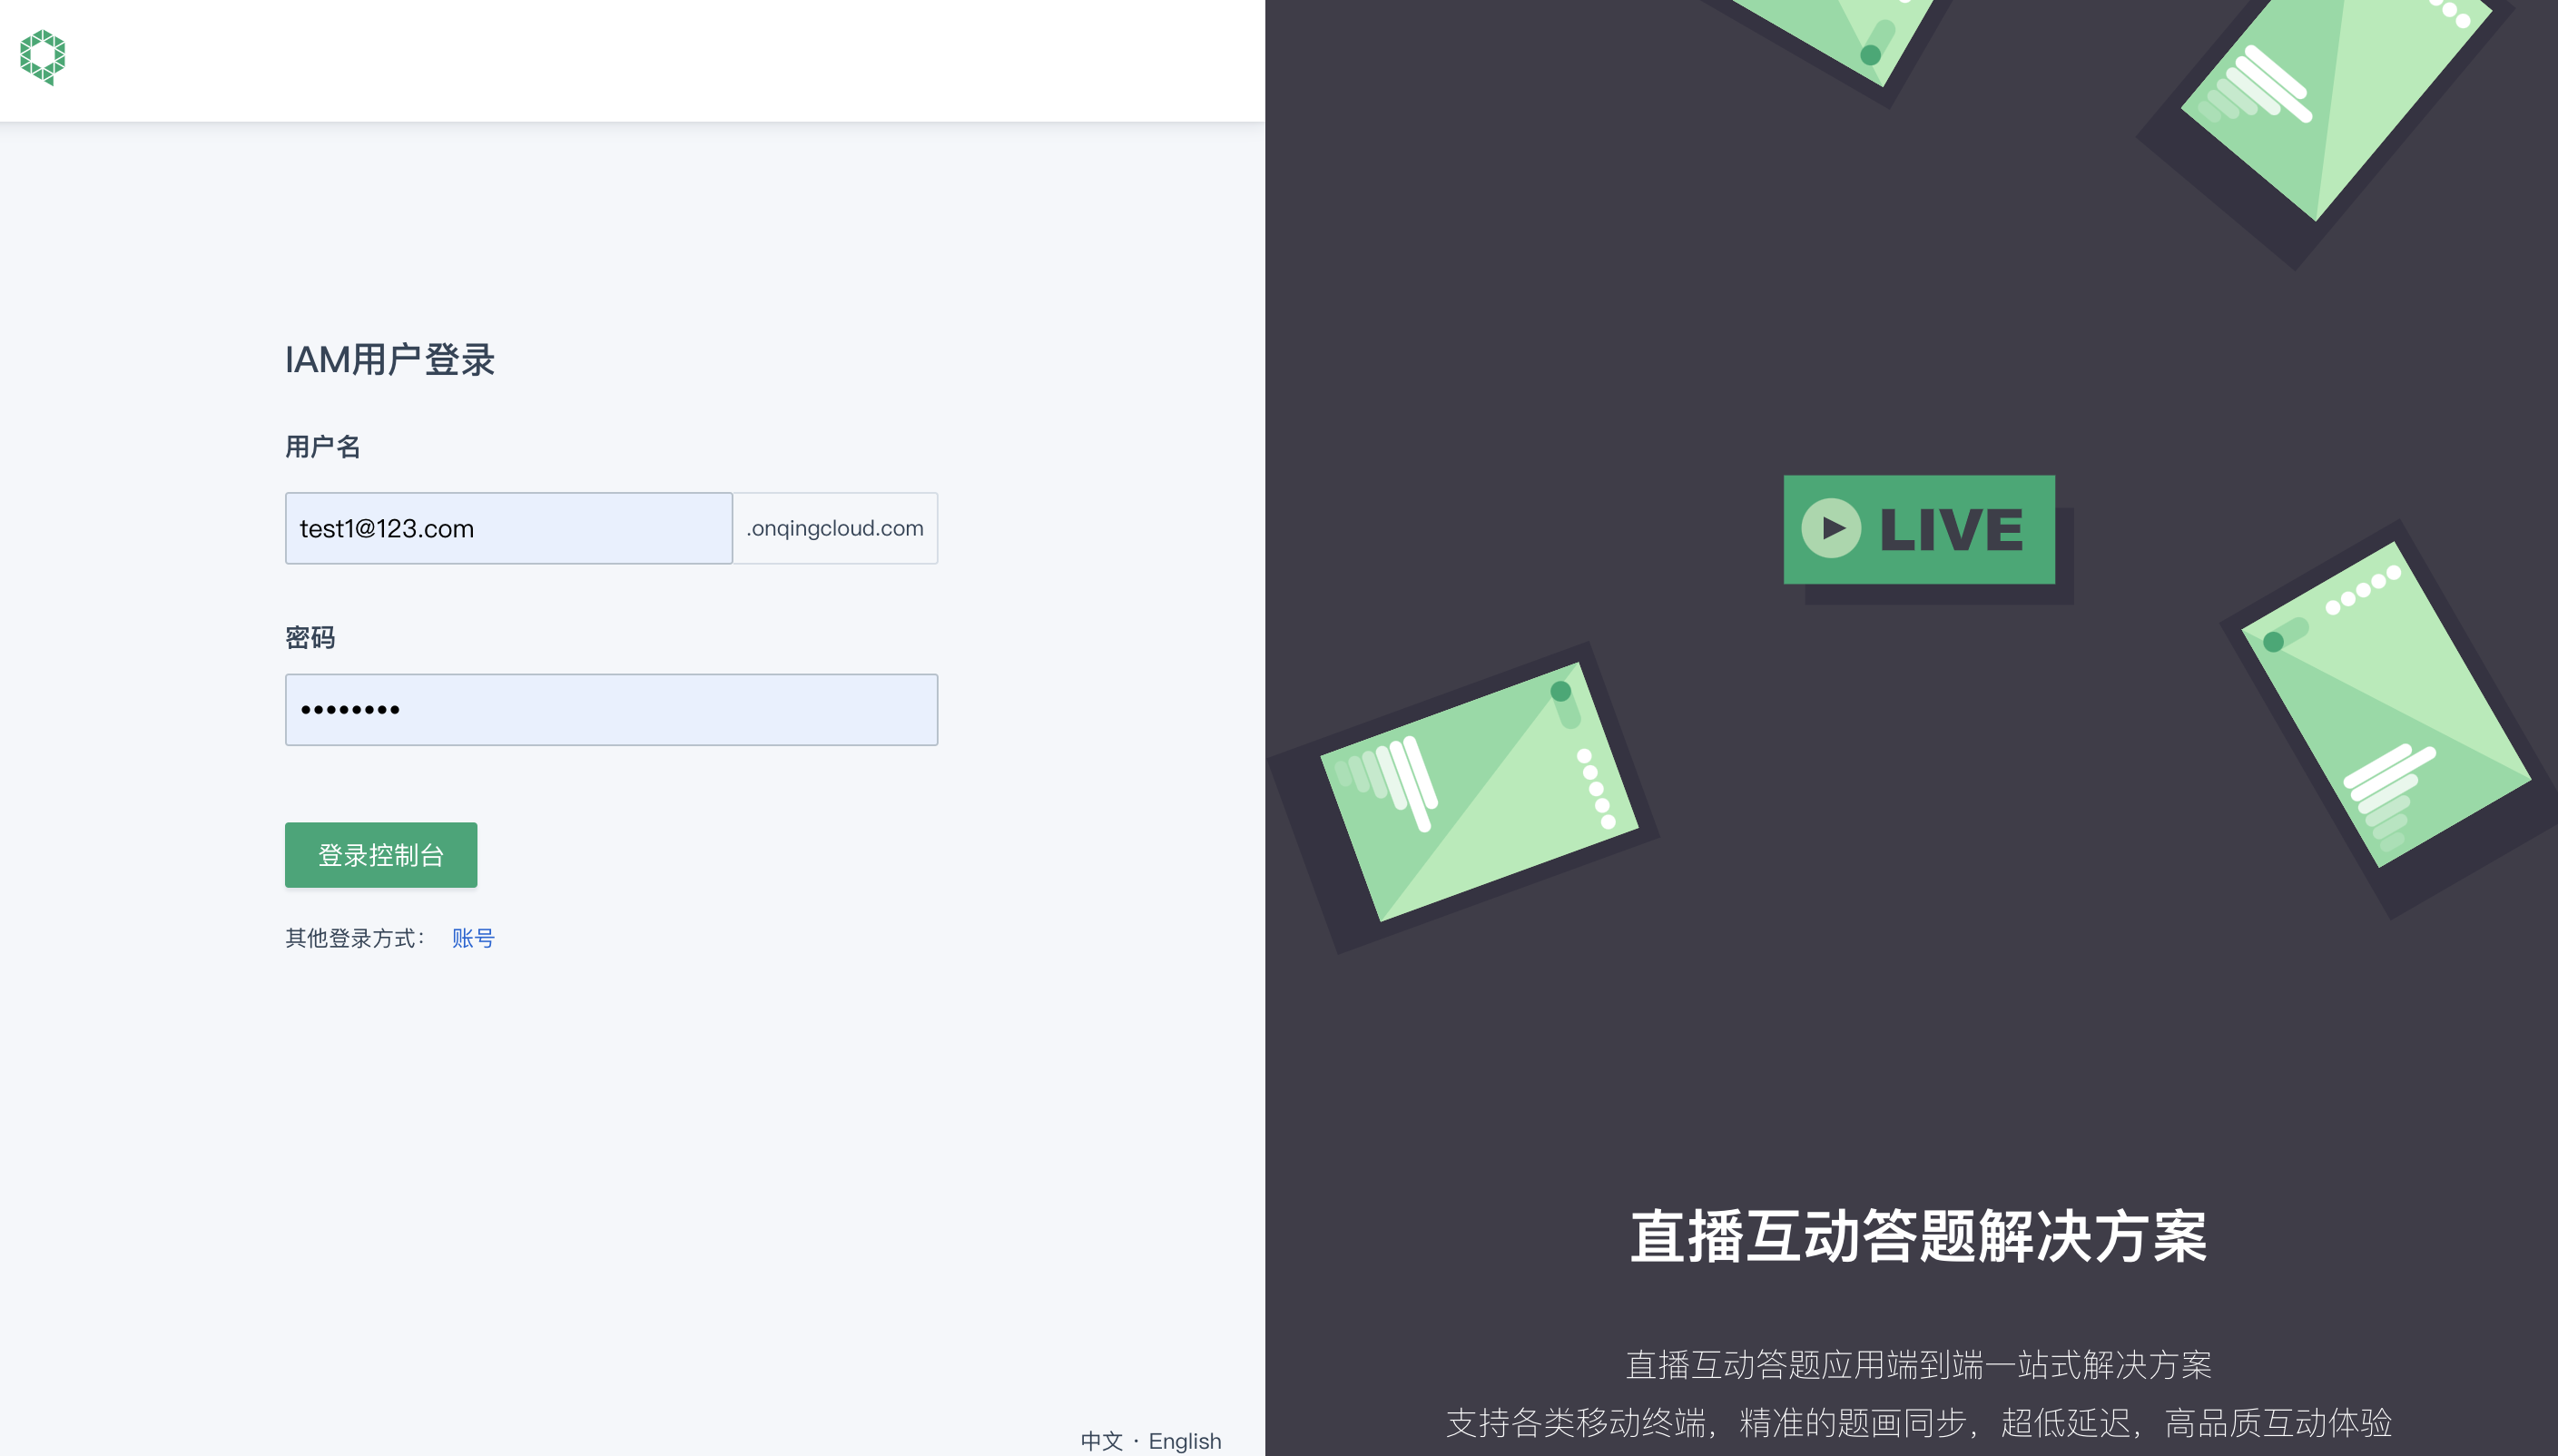 IAM用户登录
用户名
test1@123.com .onqingcloud.com
密码
••••••••
登录控制台
其他登录方式： 账号
中文 · English
LIVE
直播互动答题解决方案
直播互动答题应用端到端一站式解决方案
支持各类移动终端，精准的题画同步，超低延迟，高品质互动体验